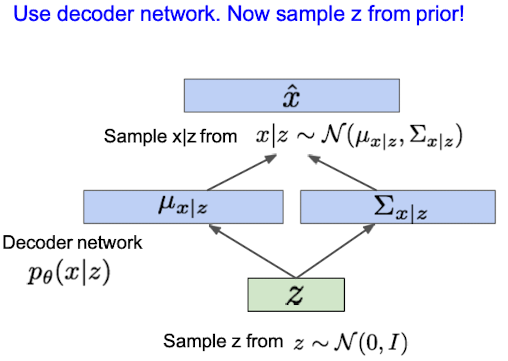 Use decoder network. Now sample z from prior!
x̂
Sample x|z from x|z ∼ 𝒩(μ_{x|z}, Σ_{x|z})
μ_{x|z} Σ_{x|z}
Decoder network
p_θ(x|z)
z
Sample z from z ∼ 𝒩(0, I)